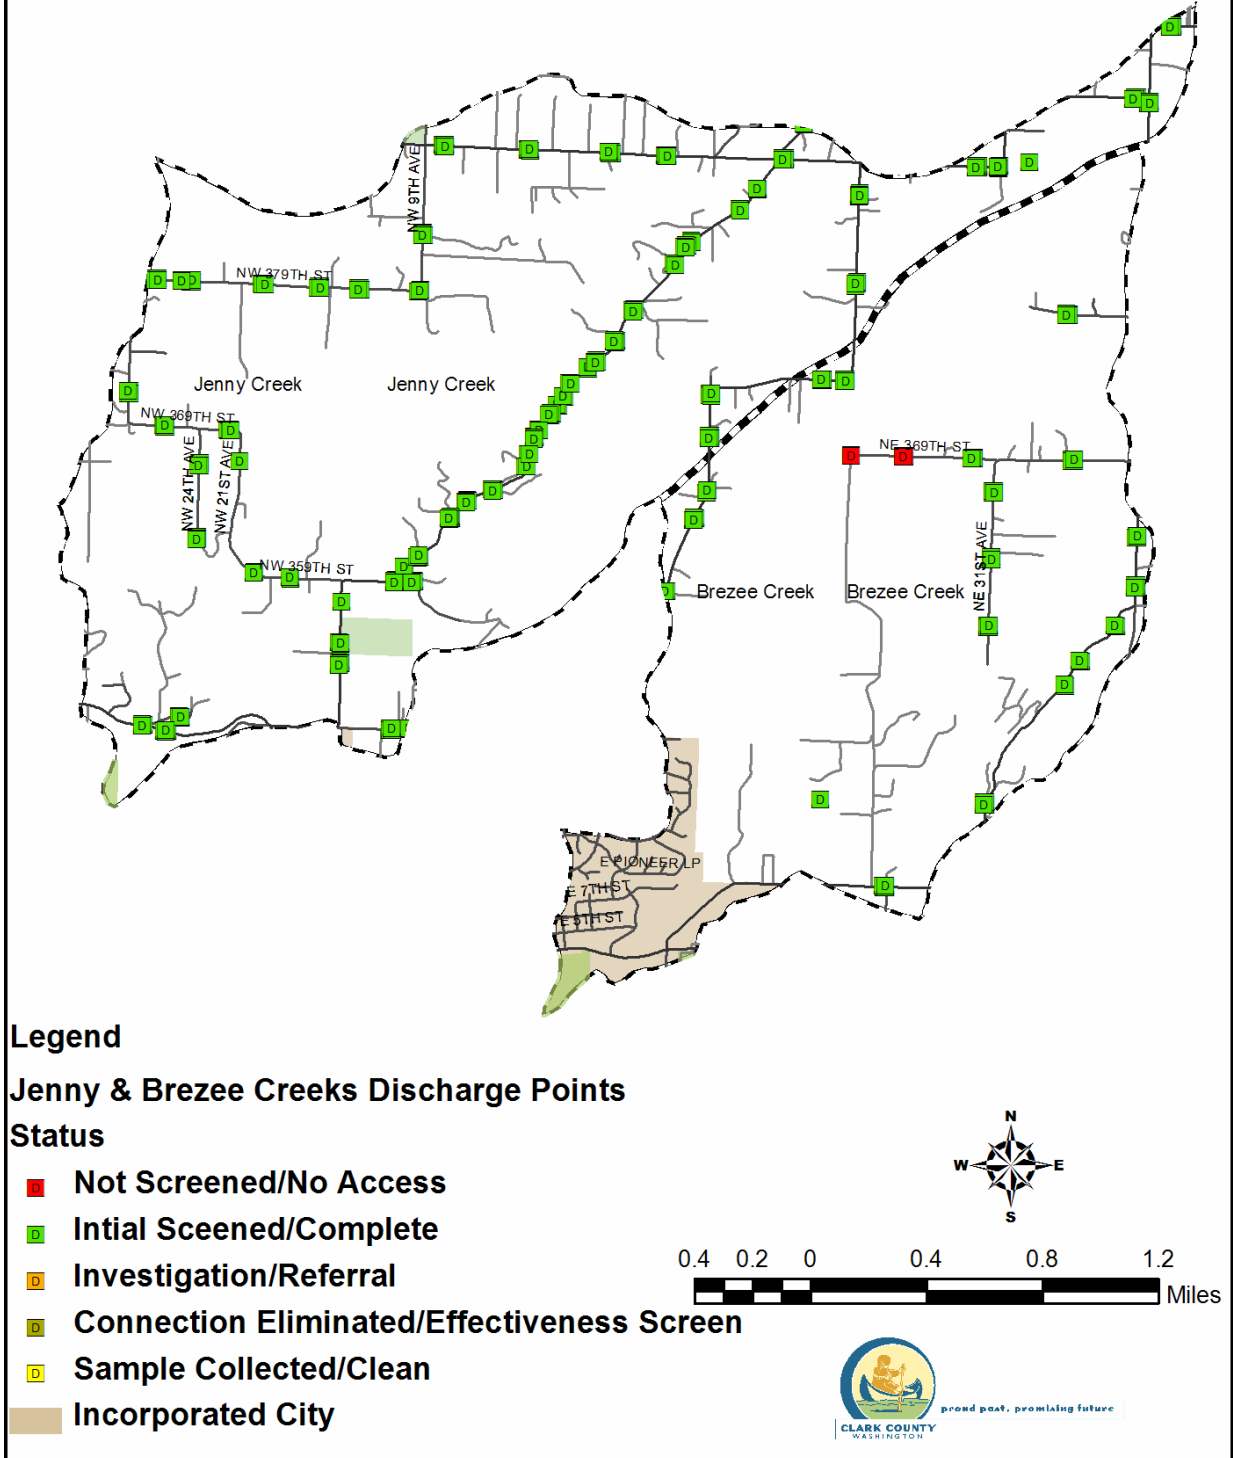 NW 9TH AVE
NW 379TH ST
Jenny Creek
Jenny Creek
NW 369TH ST
NW 24TH AVE
NW 21ST AVE
NE 369TH ST
NE 31ST AVE
NW 359TH ST
Brezee Creek
Brezee Creek
E PIONEER LP
E 7TH ST
E 5TH ST
Legend
Jenny & Brezee Creeks Discharge Points
Status
D Not Screened/No Access
D Intial Sceened/Complete
D Investigation/Referral
D Connection Eliminated/Effectiveness Screen
D Sample Collected/Clean
Incorporated City
N
W E
S
0.4 0.2 0 0.4 0.8 1.2
Miles
proud past, promising future
CLARK COUNTY
WASHINGTON